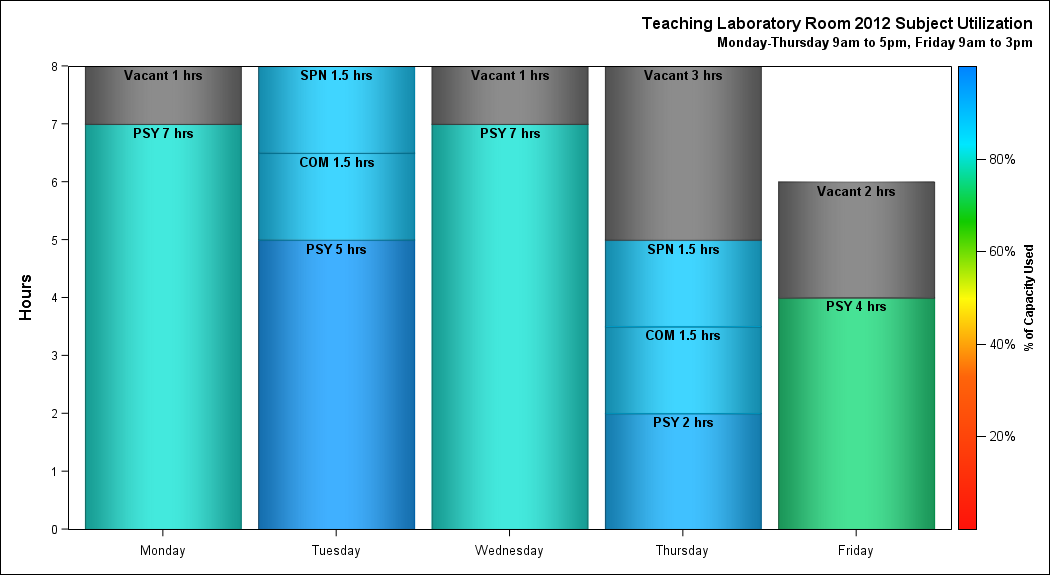 Teaching Laboratory Room 2012 Subject Utilization
Monday-Thursday 9am to 5pm, Friday 9am to 3pm
Hours
8
7
6
5
4
3
2
1
0
Vacant 1 hrs
PSY 7 hrs
SPN 1.5 hrs
COM 1.5 hrs
PSY 5 hrs
Vacant 1 hrs
PSY 7 hrs
Vacant 3 hrs
SPN 1.5 hrs
COM 1.5 hrs
PSY 2 hrs
Vacant 2 hrs
PSY 4 hrs
Monday
Tuesday
Wednesday
Thursday
Friday
80%
60%
40%
20%
% of Capacity Used